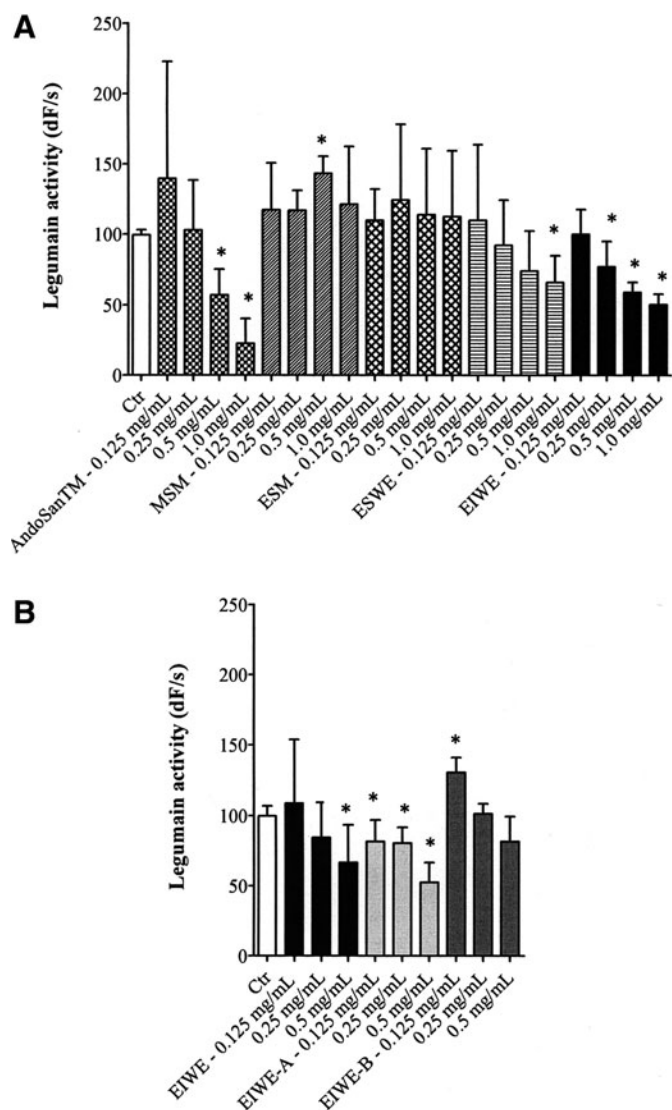 A
Legumain activity (dF/s)
250
200
150
100
50
0
* * * * * * *
Ctr
AndoSanTM - 0.125 mg/mL
0.25 mg/mL
0.5 mg/mL
1.0 mg/mL
MSM - 0.125 mg/mL
0.25 mg/mL
0.5 mg/mL
1.0 mg/mL
ESM - 0.125 mg/mL
0.25 mg/mL
0.5 mg/mL
1.0 mg/mL
ESWE - 0.125 mg/mL
0.25 mg/mL
0.5 mg/mL
1.0 mg/mL
EIWE - 0.125 mg/mL
0.25 mg/mL
0.5 mg/mL
1.0 mg/mL
B
Legumain activity (dF/s)
250
200
150
100
50
0
* * * * *
Ctr
EIWE - 0.125 mg/mL
0.25 mg/mL
0.5 mg/mL
EIWE-A - 0.125 mg/mL
0.25 mg/mL
0.5 mg/mL
EIWE-B - 0.125 mg/mL
0.25 mg/mL
0.5 mg/mL